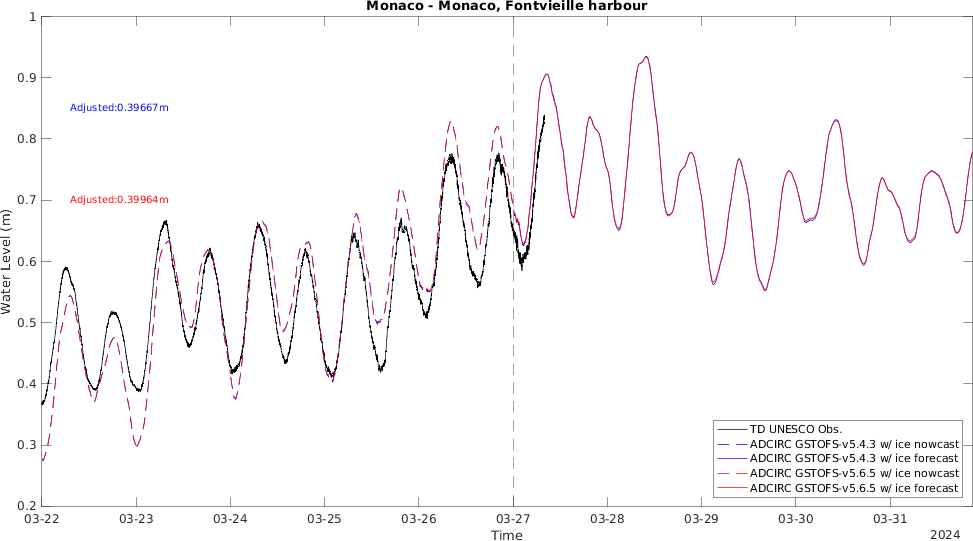 Monaco - Monaco, Fontvieille harbour
1
0.9
0.8
0.7
0.6
0.5
0.4
0.3
0.2
Water Level (m)
Adjusted:0.39667m
Adjusted:0.39964m
TD UNESCO Obs.
ADCIRC GSTOFS-v5.4.3 w/ ice nowcast
ADCIRC GSTOFS-v5.4.3 w/ ice forecast
ADCIRC GSTOFS-v5.6.5 w/ ice nowcast
ADCIRC GSTOFS-v5.6.5 w/ ice forecast
03-22 03-23 03-24 03-25 03-26 03-27 03-28 03-29 03-30 03-31
Time
2024